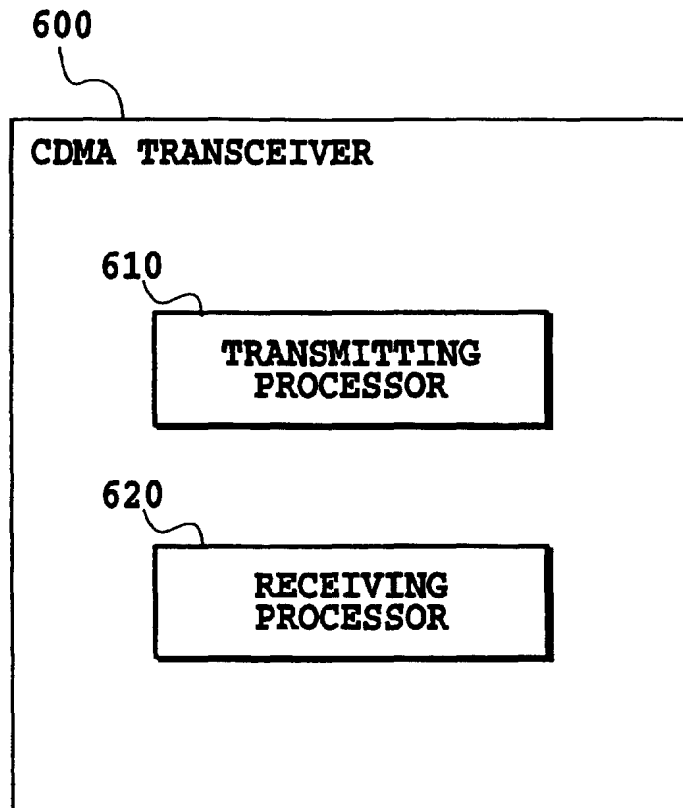 600
CDMA TRANSCEIVER
610
TRANSMITTING
PROCESSOR
620
RECEIVING
PROCESSOR